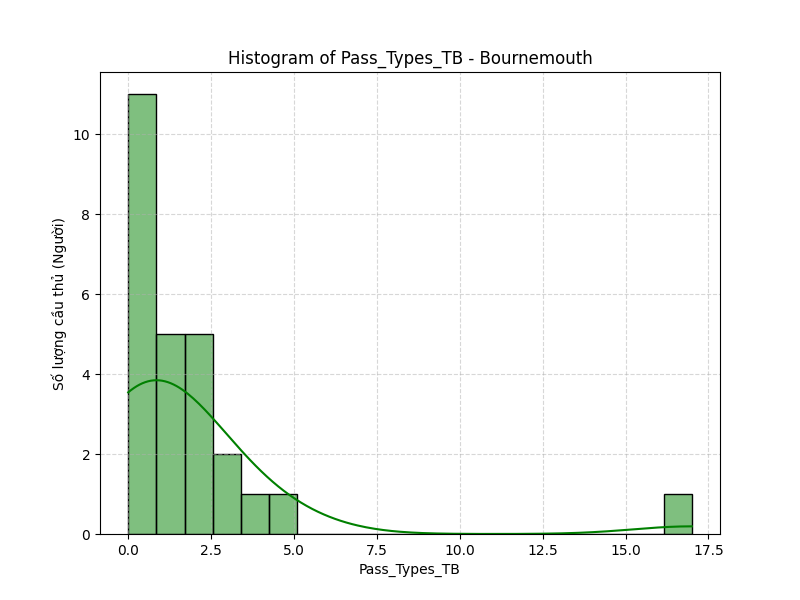 Histogram of Pass_Types_TB - Bournemouth
Số lượng cầu thủ (Người)
10
8
6
4
2
0
0.0 2.5 5.0 7.5 10.0 12.5 15.0 17.5
Pass_Types_TB